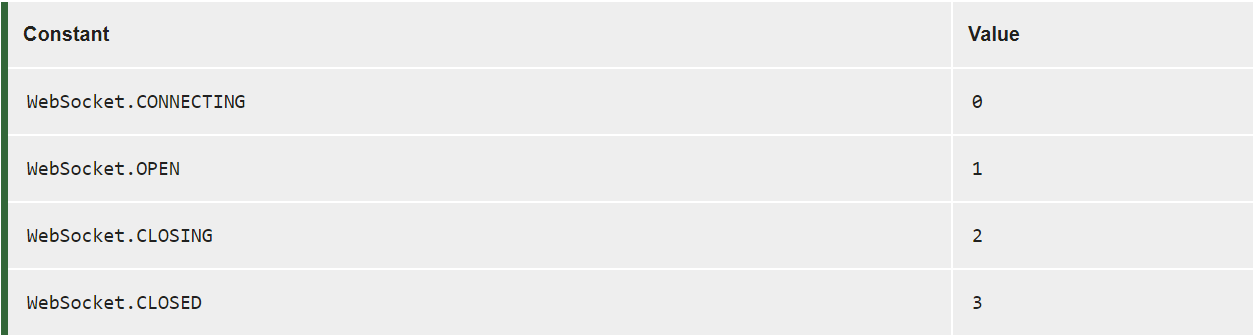 Constant Value
WebSocket.CONNECTING 0
WebSocket.OPEN 1
WebSocket.CLOSING 2
WebSocket.CLOSED 3